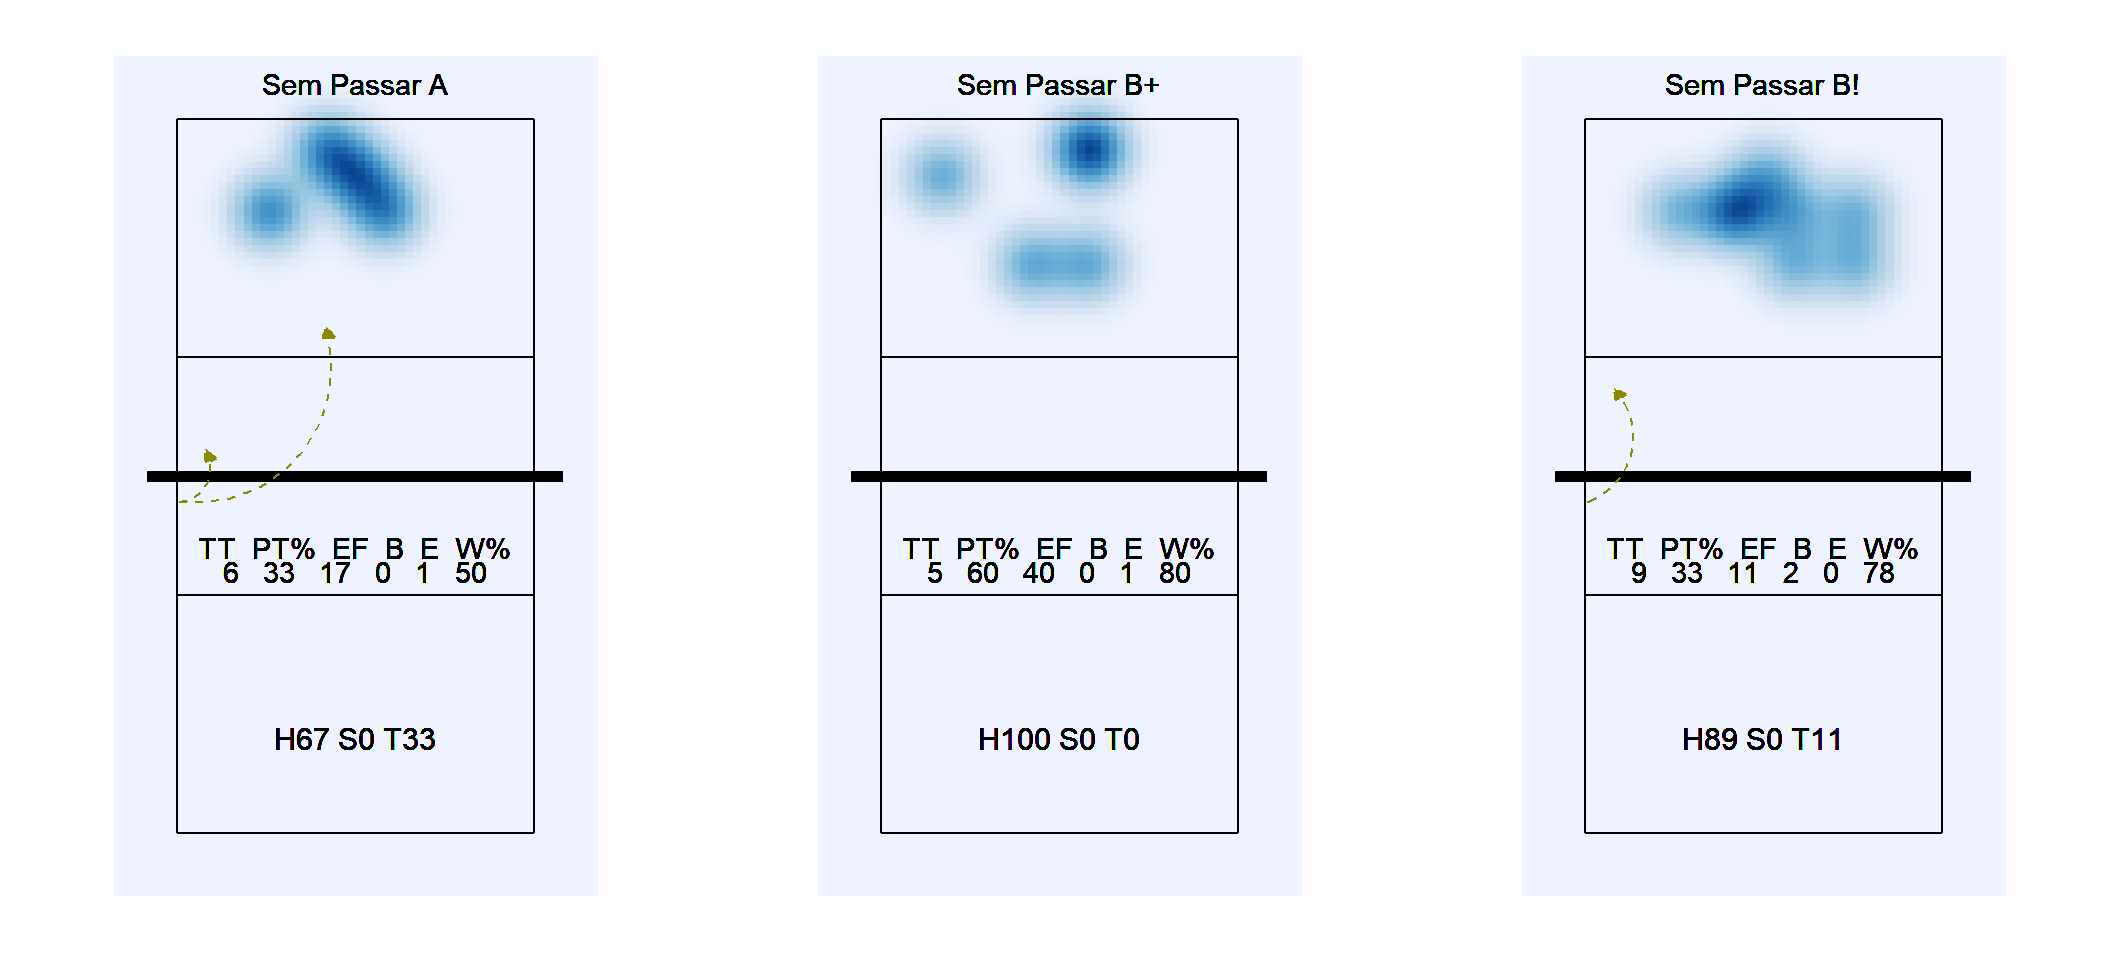 Sem Passar A
TT PT% EF B E W%
6 33 17 0 1 50
H67 S0 T33
Sem Passar B+
TT PT% EF B E W%
5 60 40 0 1 80
H100 S0 T0
Sem Passar B!
TT PT% EF B E W%
9 33 11 2 0 78
H89 S0 T11